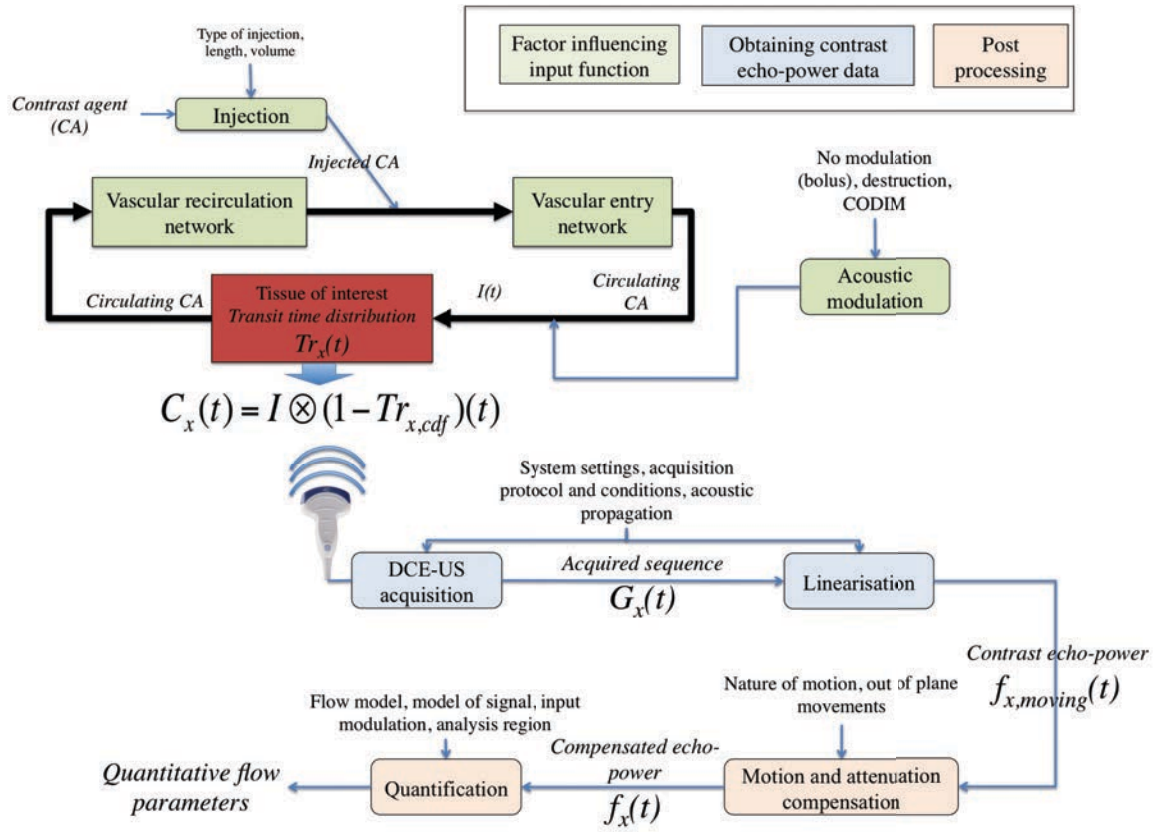 Type of injection,
length, volume
Factor influencing
input function
Obtaining contrast
echo-power data
Post
processing
Contrast agent
(CA)
Injection
Injected CA
No modulation
(bolus), destruction,
CODIM
Vascular recirculation
network
Vascular entry
network
Acoustic
modulation
Circulating CA
Tissue of interest
Transit time distribution
Trₓ(t)
I(t)
Circulating
CA
Cₓ(t) = I ⊗ (1 − Trₓ,cdf)(t)
System settings, acquisition
protocol and conditions, acoustic
propagation
DCE-US
acquisition
Acquired sequence
Gₓ(t)
Linearisation
Contrast echo-power
fₓ,moving(t)
Nature of motion, out of plane
movements
Flow model, model of signal, input
modulation, analysis region
Compensated echo-
power
fₓ(t)
Motion and attenuation
compensation
Quantification
Quantitative flow
parameters